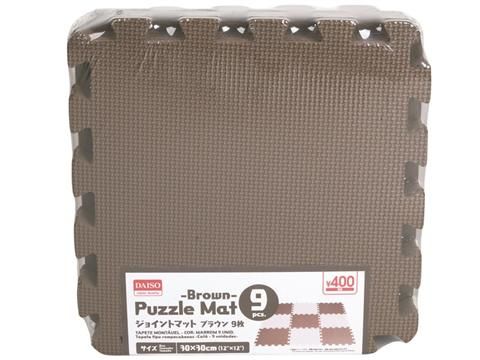 DAISO
-Brown-
Puzzle Mat
9
pcs.
¥400
ジョイントマット ブラウン 9枚
TAPETE MONTÁVEL - COR: MARROM 9 UNID.
Tapete tipo rompecabezas -Café - 9 unidades-
サイズ
30×30cm (12"×12")